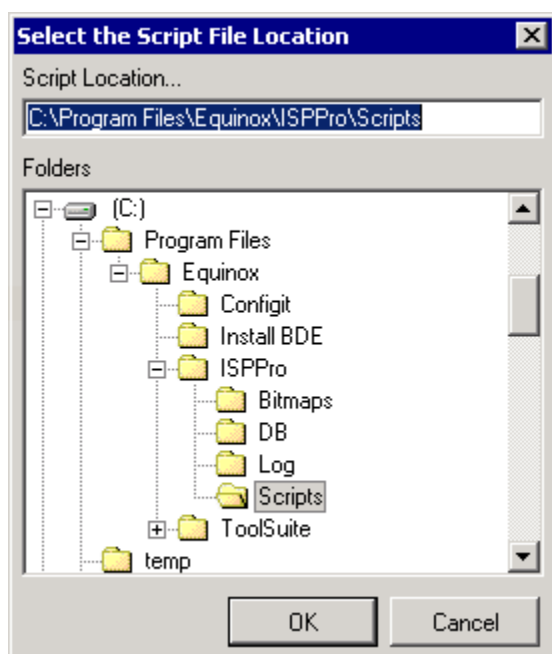 Select the Script File Location
Script Location...
C:\Program Files\Equinox\ISPPro\Scripts
Folders
(C:)
Program Files
Equinox
Configit
Install BDE
ISPPro
Bitmaps
DB
Log
Scripts
ToolSuite
temp
OK Cancel